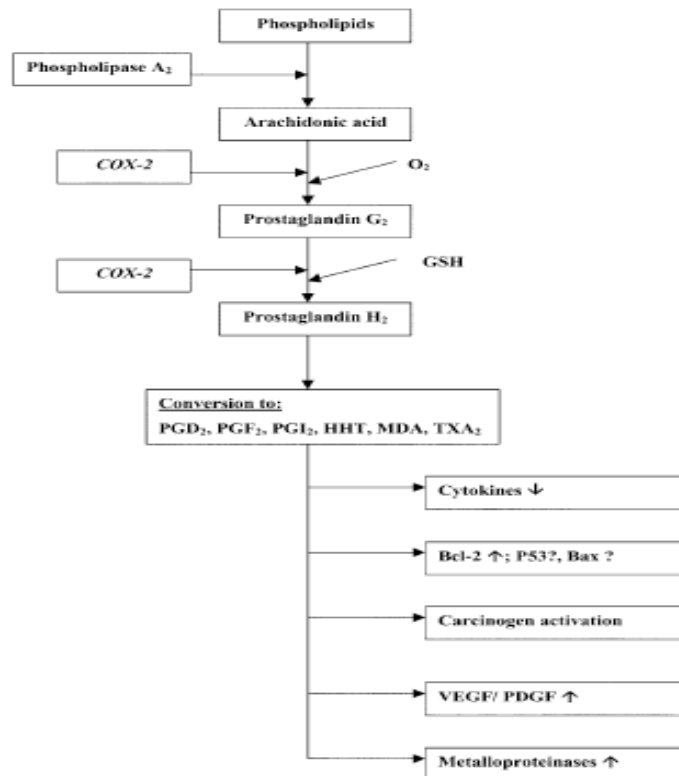 Phospholipids
Phospholipase A₂
Arachidonic acid
COX-2
O₂
Prostaglandin G₂
COX-2
GSH
Prostaglandin H₂
Conversion to:
PGD₂, PGF₂, PGI₂, HHT, MDA, TXA₂
Cytokines ↓
Bcl-2 ↑; P53?, Bax ?
Carcinogen activation
VEGF/ PDGF ↑
Metalloproteinases ↑